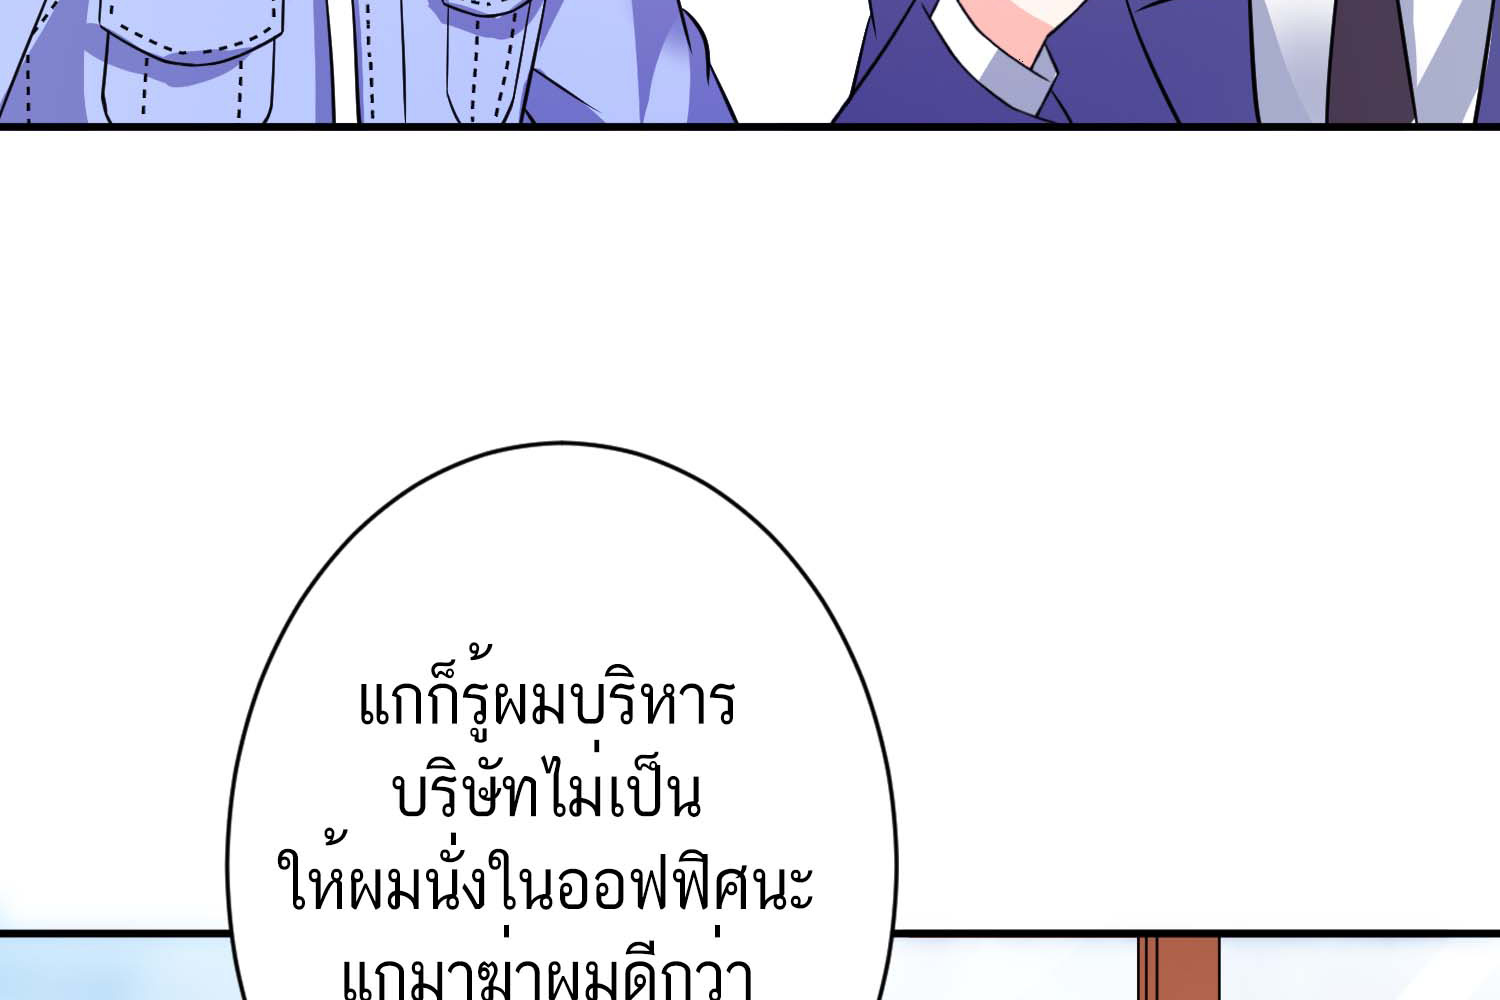 แกก็รู้ผมบริหาร
บริษัทไม่เป็น
ให้ผมนั่งในออฟฟิศนะ
แกมาฆ่าผมดีกว่า